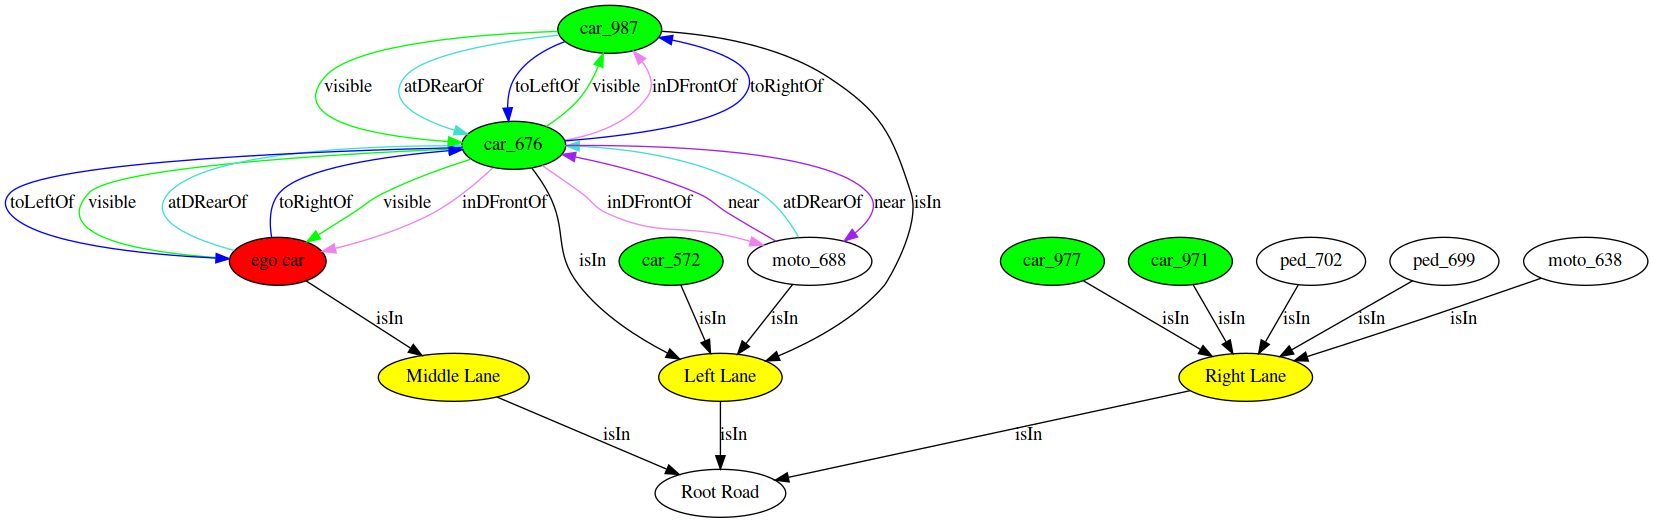 car_987
visible atDRearOf toLeftOf visible inDFrontOf toRightOf
car_676
toLeftOf visible atDRearOf toRightOf visible inDFrontOf inDFrontOf near atDRearOf near isIn
ego car isIn car_572 moto_688 car_977 car_971 ped_702 ped_699 moto_638
isIn isIn isIn isIn isIn isIn isIn isIn
Middle Lane Left Lane Right Lane
isIn isIn isIn
Root Road